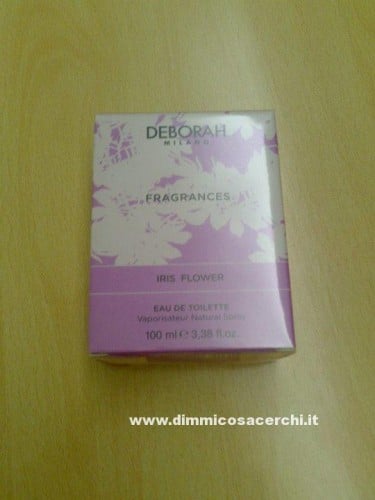 DEBORAH
MILANO
FRAGRANCES
IRIS FLOWER
EAU DE TOILETTE
Vaporisateur Natural Spray
100 ml ℮ 3,38 fl.oz.
www.dimmicosacerchi.it